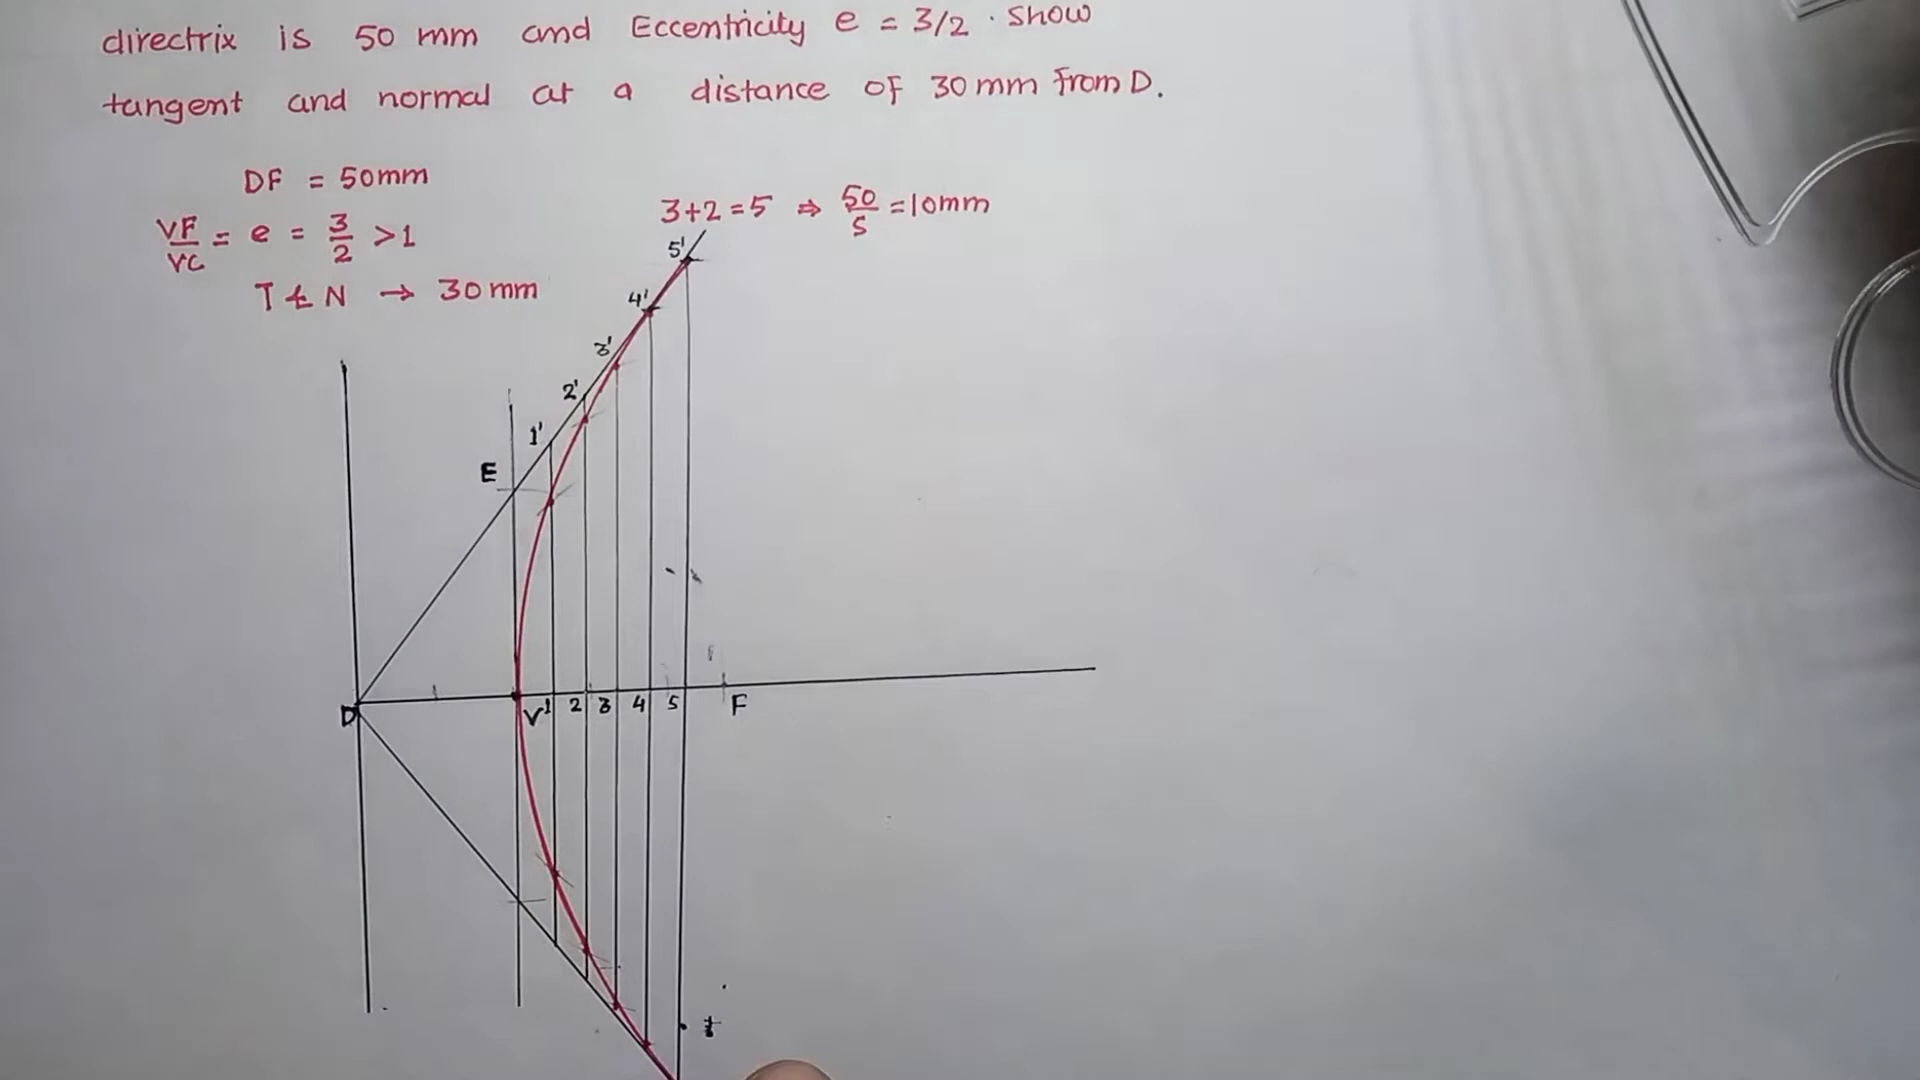 directrix is 50 mm and Eccentricity e = 3/2 . Show
tangent and normal at a distance of 30 mm from D.
DF = 50mm
VF/VC = e = 3/2 > 1
3+2 = 5 ⇒ 50/5 = 10mm
T & N → 30 mm
5'
4'
3'
2'
1'
E
D V 1 2 3 4 5 F